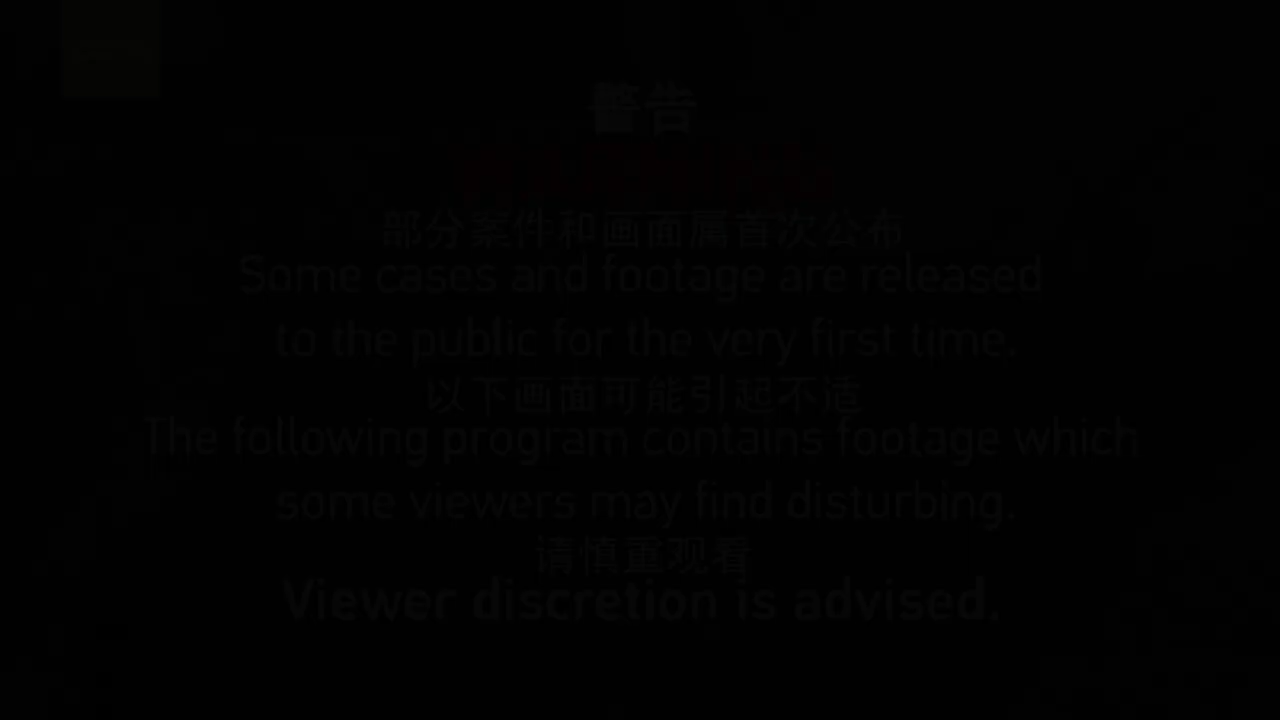 警告
WARNING
部分案件和画面属首次公布
Some cases and footage are released
to the public for the very first time.
以下画面可能引起不适
The following program contains footage which
some viewers may find disturbing.
请慎重观看
Viewer discretion is advised.